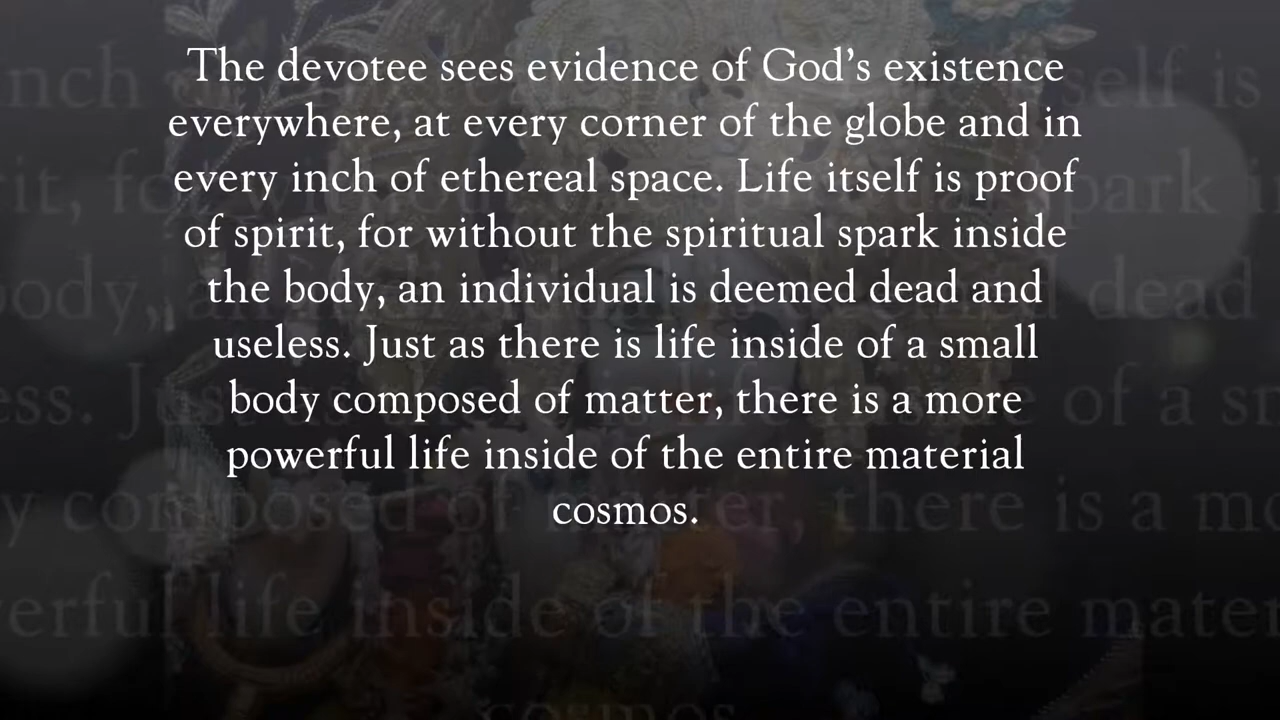 The devotee sees evidence of God’s existence
everywhere, at every corner of the globe and in
every inch of ethereal space. Life itself is proof
of spirit, for without the spiritual spark inside
the body, an individual is deemed dead and
useless. Just as there is life inside of a small
body composed of matter, there is a more
powerful life inside of the entire material
cosmos.